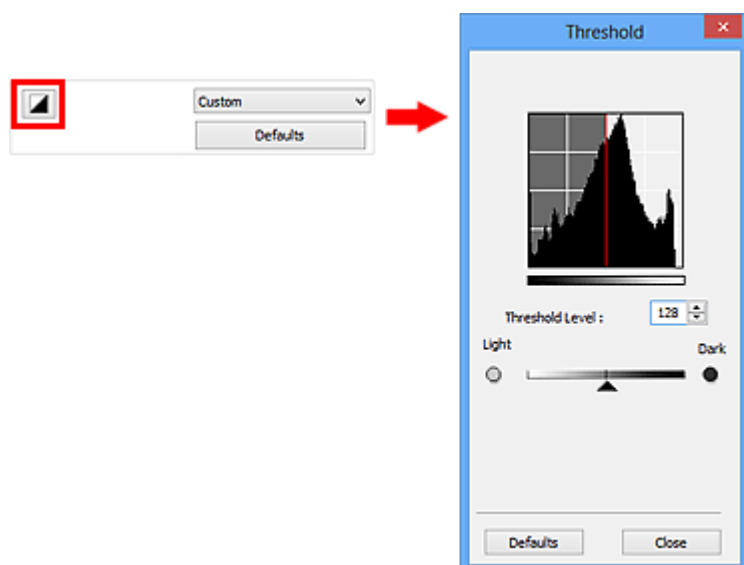 Custom
Defaults
Threshold
Threshold Level :
128
Light
Dark
Defaults
Close